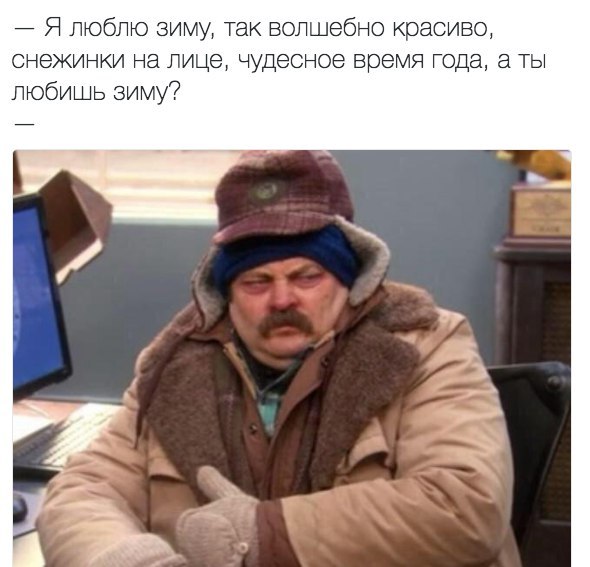 — Я люблю зиму, так волшебно красиво,
снежинки на лице, чудесное время года, а ты
любишь зиму?
—